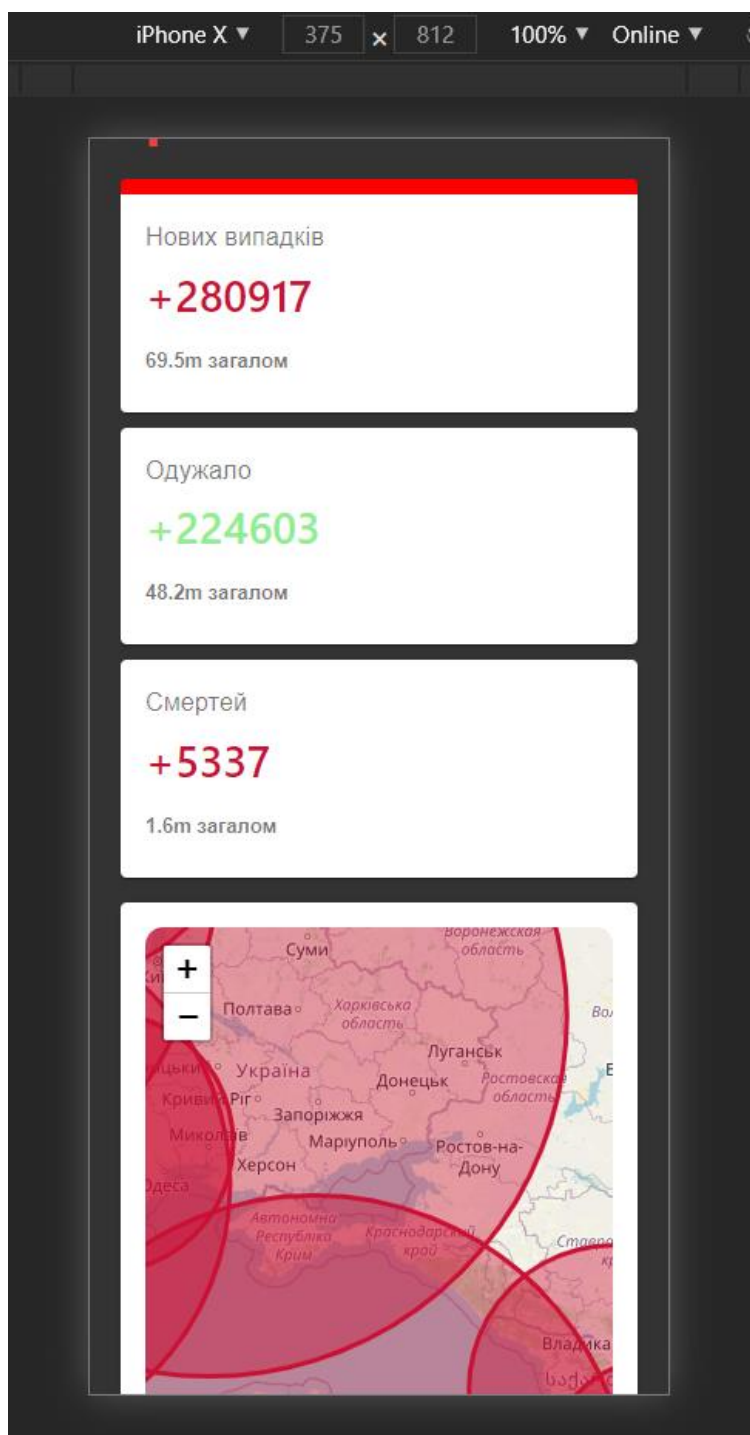 iPhone X ▼ 375 × 812 100% ▼ Online ▼
Нових випадків
+280917
69.5m загалом
Одужало
+224603
48.2m загалом
Смертей
+5337
1.6m загалом
+
−
Воронежская
область
Суми
Полтава
Харківська
область
Луганськ
Україна
Донецьк
Ростовская
область
Кривий Ріг
Запоріжжя
Миколаїв
Маріуполь
Ростов-на-
Дону
Херсон
Одеса
Автономна
Республіка
Крим
Краснодарский
край